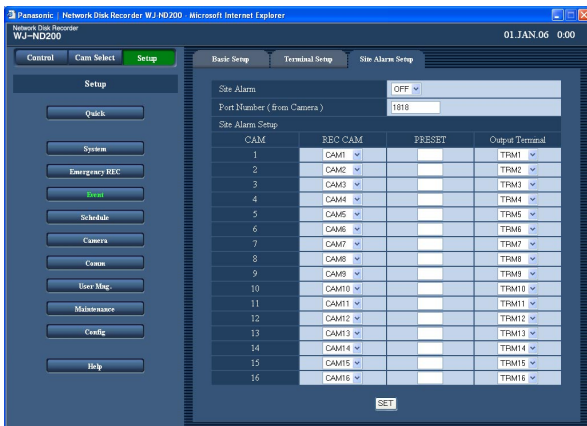 Panasonic | Network Disk Recorder WJ-ND200 - Microsoft Internet Explorer
Network Disk Recorder
WJ-ND200
01.JAN.06 0:00
Control Cam Select Setup
Basic Setup Terminal Setup Site Alarm Setup
Setup
Quick
System
Emergency REC
Event
Schedule
Camera
Comm
User Mng.
Maintenance
Config
Help
Site Alarm OFF
Port Number ( from Camera ) 1818
Site Alarm Setup
CAM REC CAM PRESET Output Terminal
1 CAM1 TRM1
2 CAM2 TRM2
3 CAM3 TRM3
4 CAM4 TRM4
5 CAM5 TRM5
6 CAM6 TRM6
7 CAM7 TRM7
8 CAM8 TRM8
9 CAM9 TRM9
10 CAM10 TRM10
11 CAM11 TRM11
12 CAM12 TRM12
13 CAM13 TRM13
14 CAM14 TRM14
15 CAM15 TRM15
16 CAM16 TRM16
SET